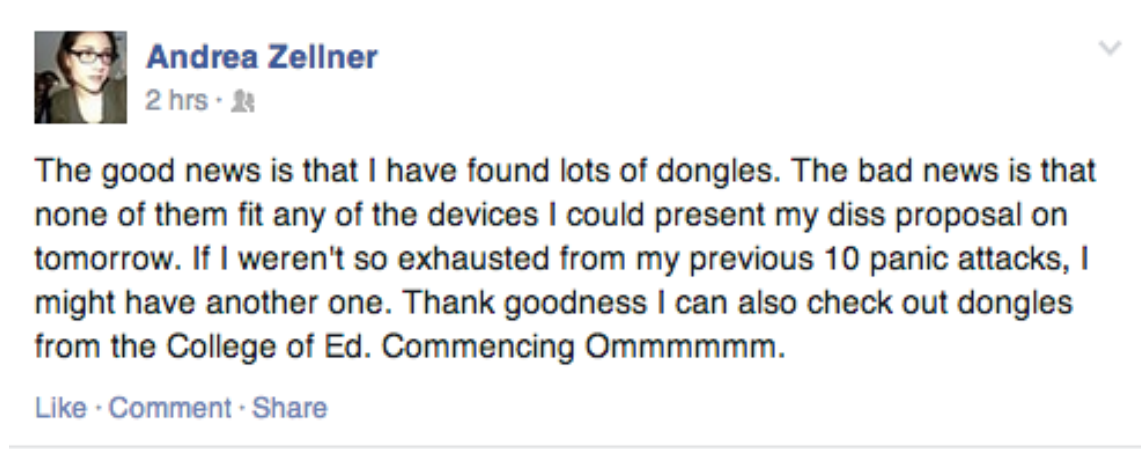 Andrea Zellner
2 hrs ·
The good news is that I have found lots of dongles. The bad news is that
none of them fit any of the devices I could present my diss proposal on
tomorrow. If I weren't so exhausted from my previous 10 panic attacks, I
might have another one. Thank goodness I can also check out dongles
from the College of Ed. Commencing Ommmmmm.
Like · Comment · Share